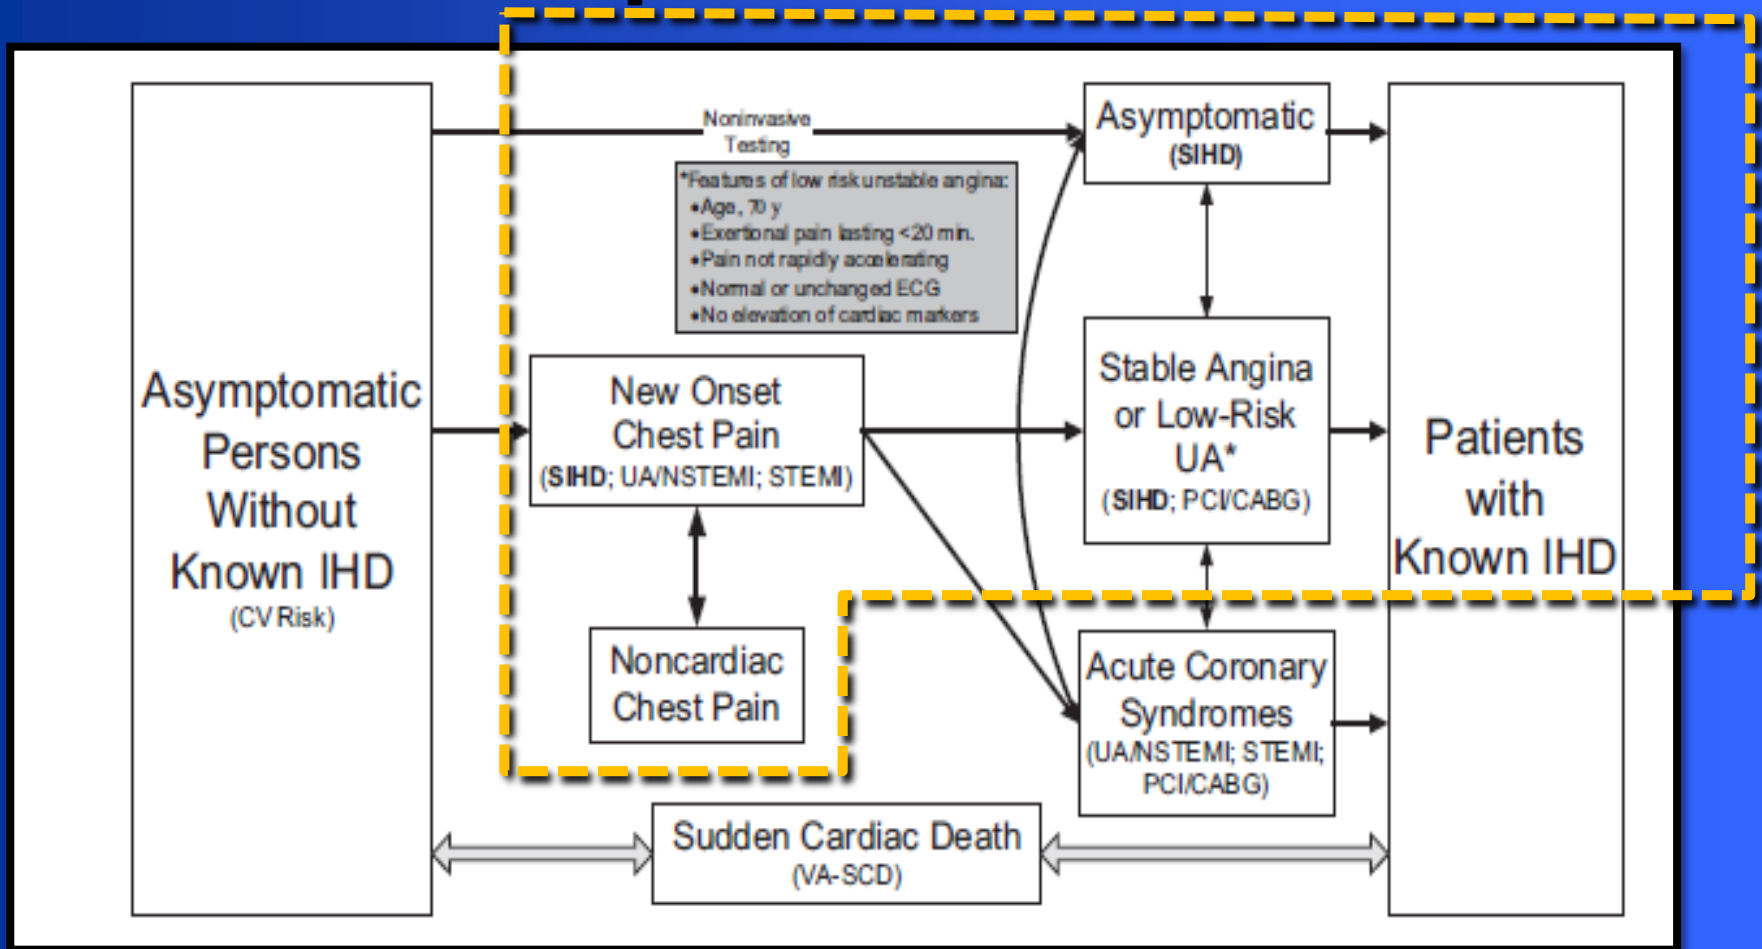 Noninvasive
Testing
*Features of low risk unstable angina:
•Age, 70 y
•Exertional pain lasting <20 min.
•Pain not rapidly accelerating
•Normal or unchanged ECG
•No elevation of cardiac markers
Asymptomatic
(SIHD)
Asymptomatic
Persons
Without
Known IHD
(CV Risk)
New Onset
Chest Pain
(SIHD; UA/NSTEMI; STEMI)
Stable Angina
or Low-Risk
UA*
(SIHD; PCI/CABG)
Patients
with
Known IHD
Noncardiac
Chest Pain
Acute Coronary
Syndromes
(UA/NSTEMI; STEMI;
PCI/CABG)
Sudden Cardiac Death
(VA-SCD)